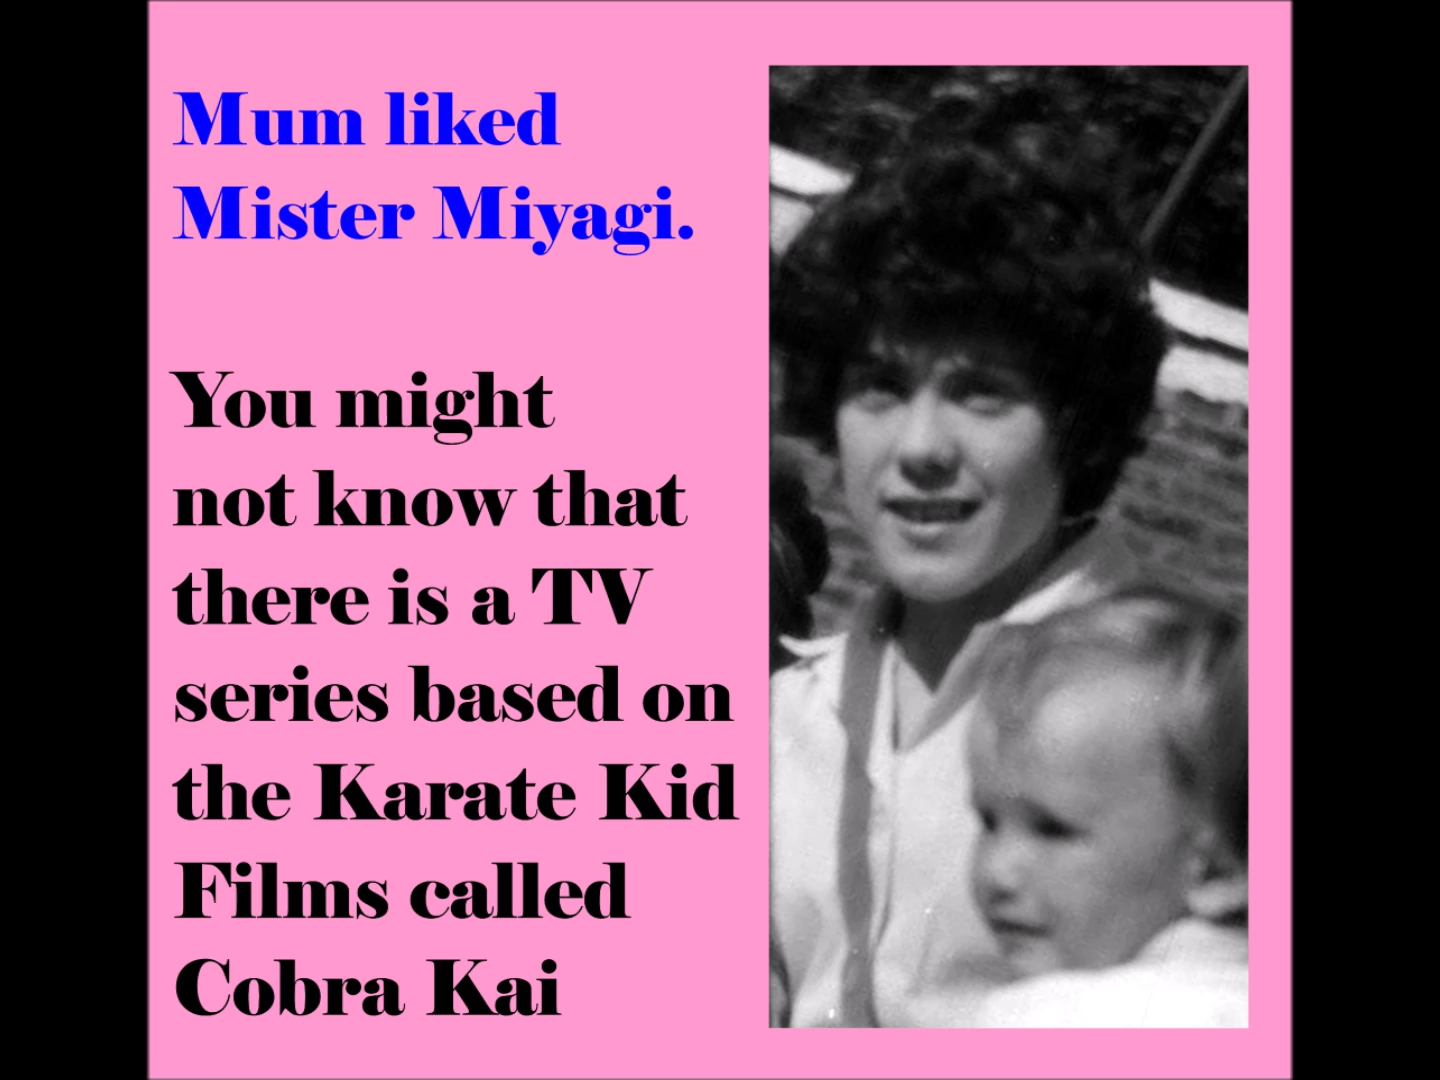 Mum liked
Mister Miyagi.
You might
not know that
there is a TV
series based on
the Karate Kid
Films called
Cobra Kai